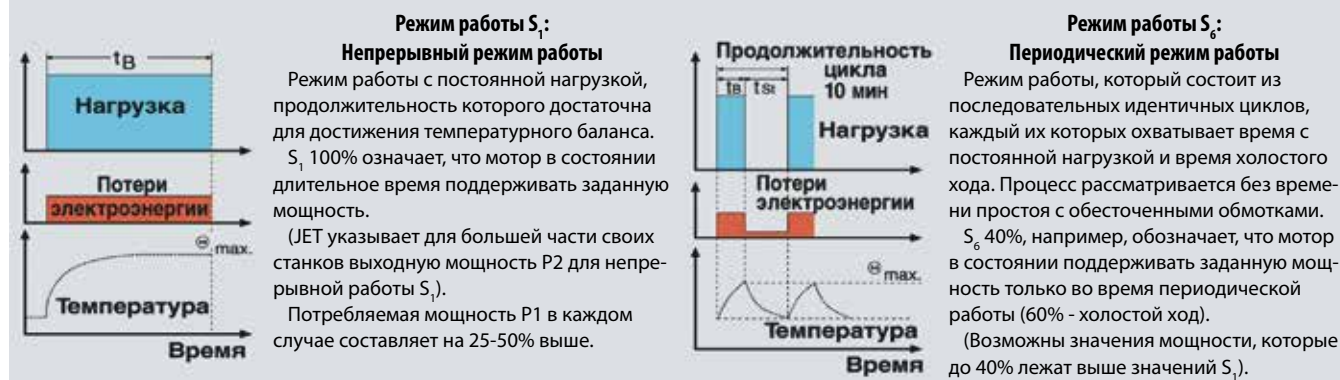 tB
Нагрузка
Потери
электроэнергии
Θ max.
Температура
Время
Режим работы S₁:
Непрерывный режим работы
Режим работы с постоянной нагрузкой,
продолжительность которого достаточна
для достижения температурного баланса.
S₁ 100% означает, что мотор в состоянии
длительное время поддерживать заданную
мощность.
(JET указывает для большей части своих
станков выходную мощность P2 для непре-
рывной работы S₁).
Потребляемая мощность P1 в каждом
случае составляет на 25-50% выше.
Продолжительность
цикла
10 мин
tB tSt
Нагрузка
Потери
электроэнергии
Θ max.
Температура
Время
Режим работы S₆:
Периодический режим работы
Режим работы, который состоит из
последовательных идентичных циклов,
каждый их которых охватывает время с
постоянной нагрузкой и время холостого
хода. Процесс рассматривается без време-
ни простоя с обесточенными обмотками.
S₆ 40%, например, обозначает, что мотор
в состоянии поддерживать заданную мощ-
ность только во время периодической
работы (60% - холостой ход).
(Возможны значения мощности, которые
до 40% лежат выше значений S₁).